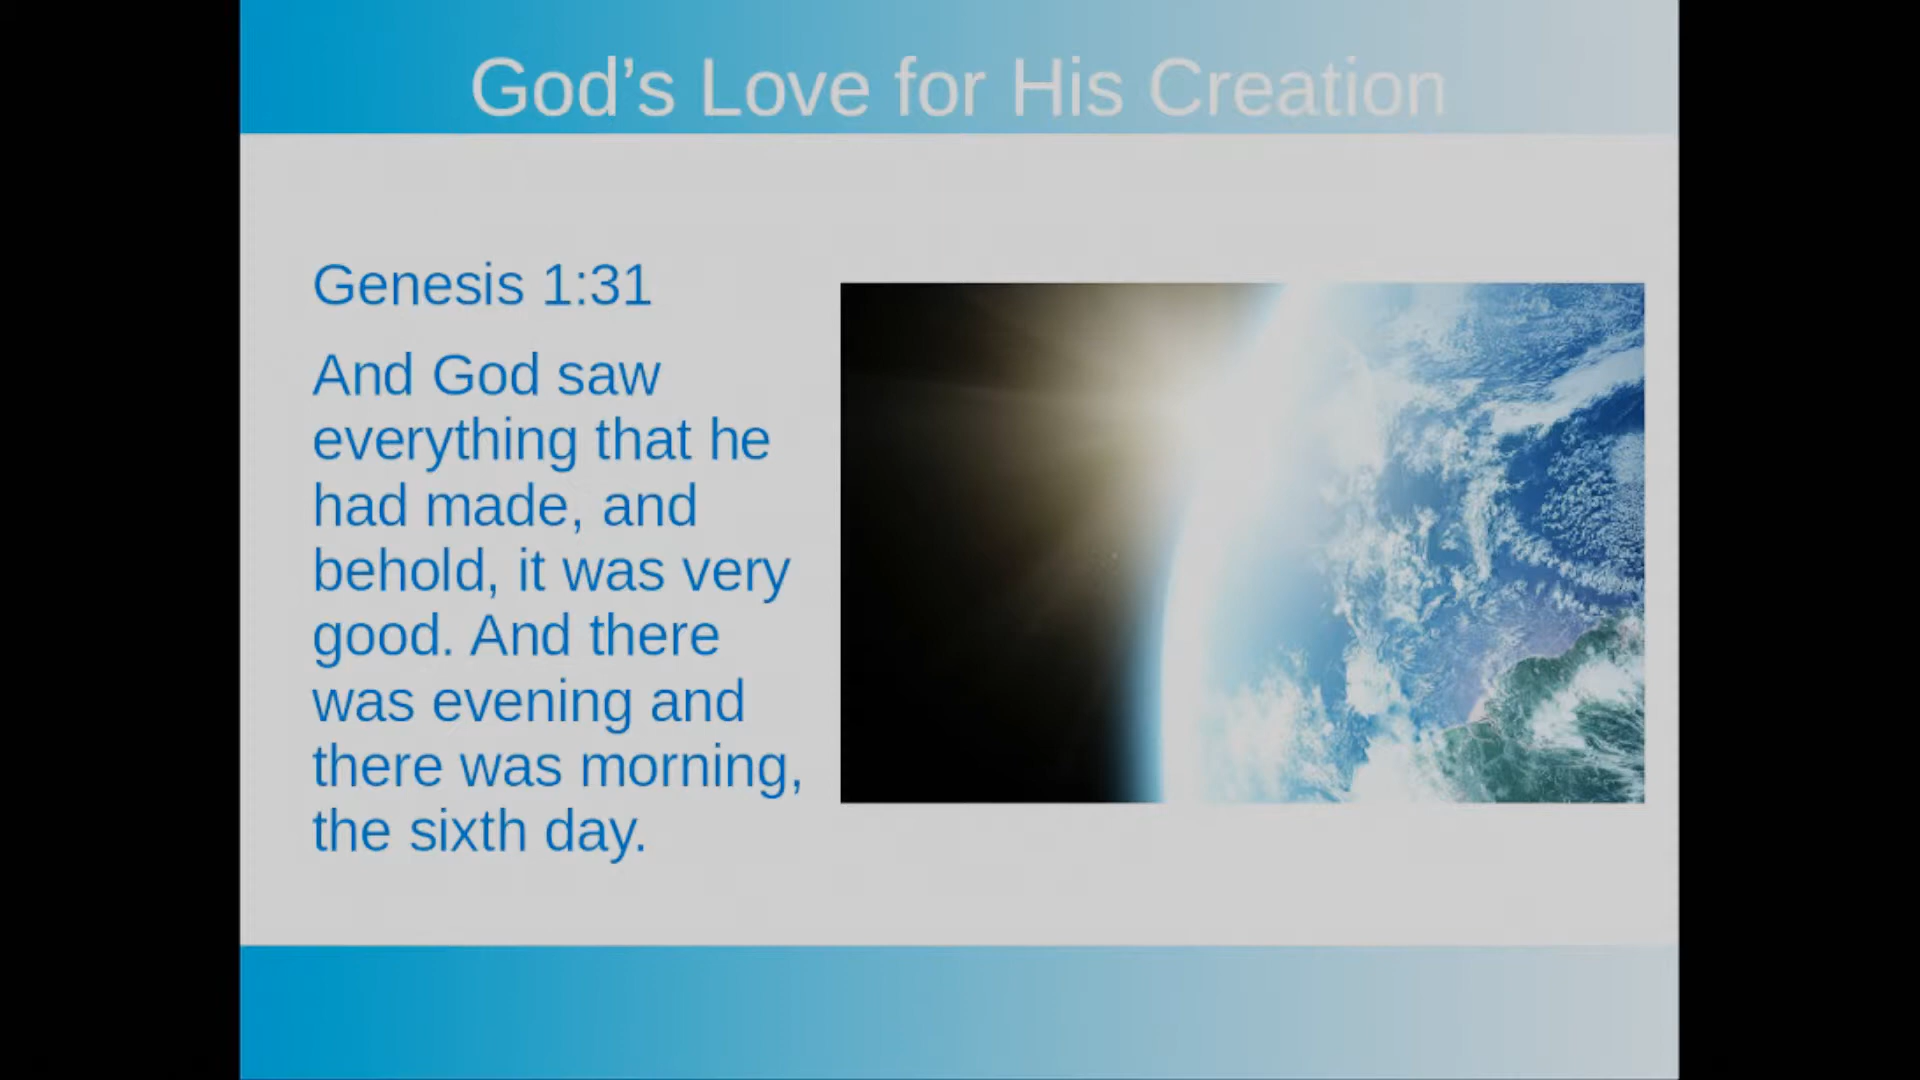 God’s Love for His Creation
Genesis 1:31
And God saw
everything that he
had made, and
behold, it was very
good. And there
was evening and
there was morning,
the sixth day.